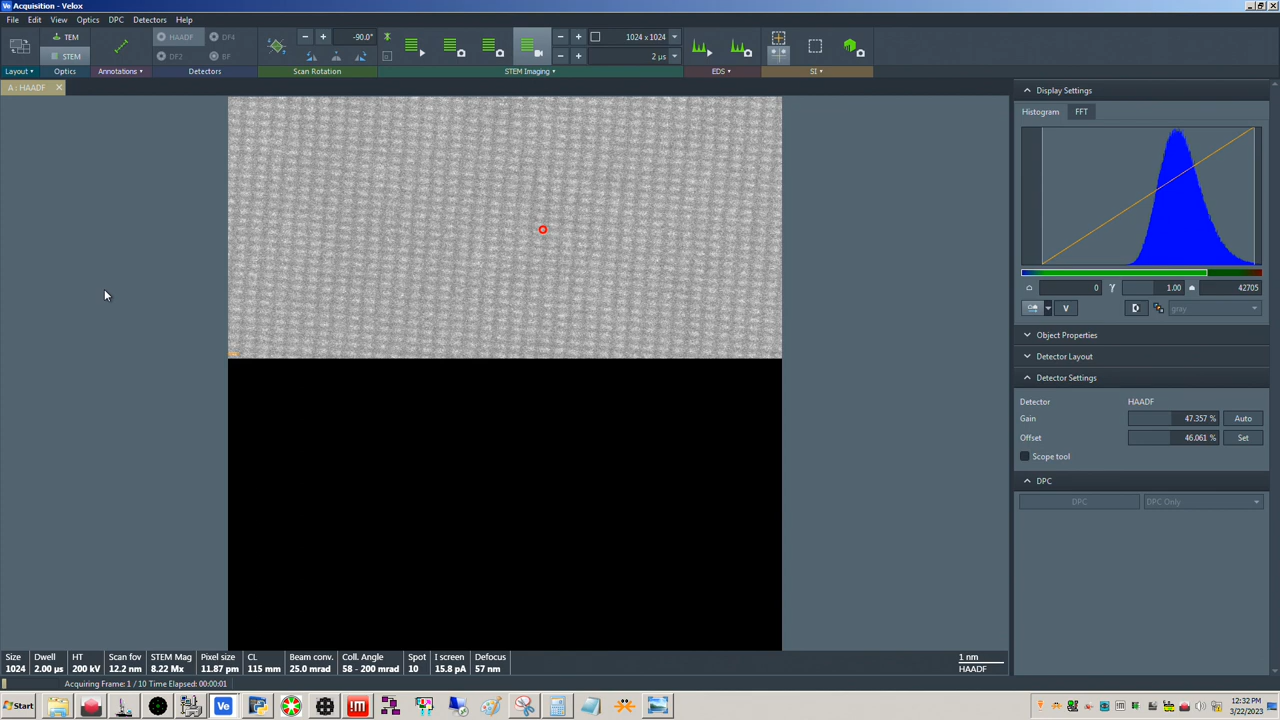 Ve Acquisition - Velox
File Edit View Optics DPC Detectors Help
TEM
STEM
HAADF DF4
DF2 BF
-90.0°
1024 x 1024
2 µs
Layout Optics Annotations Detectors Scan Rotation STEM Imaging EDS SI
A : HAADF
Display Settings
Histogram FFT
0 γ 1.00 42705
V D gray
Object Properties
Detector Layout
Detector Settings
Detector HAADF
Gain 47.357 % Auto
Offset 46.061 % Set
Scope tool
DPC
DPC DPC Only
Size Dwell HT Scan fov STEM Mag Pixel size CL Beam conv. Coll. Angle Spot I screen Defocus
1024 2.00 µs 200 kV 12.2 nm 8.22 Mx 11.87 pm 115 mm 25.0 mrad 58 - 200 mrad 10 15.8 pA 57 nm
1 nm
HAADF
Acquiring Frame: 1 / 10 Time Elapsed: 00:00:01
Start Ve
12:32 PM
3/22/2023